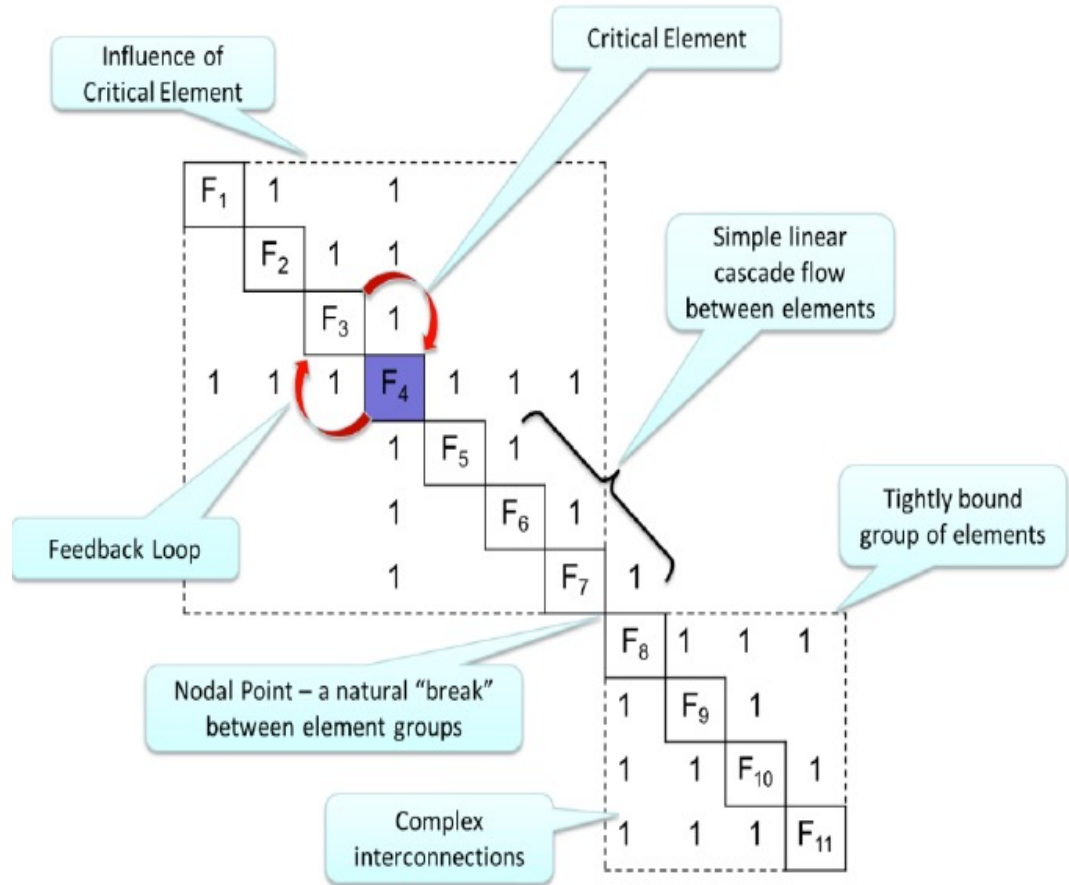 Critical Element
Influence of
Critical Element
F₁ 1 1
F₂ 1 1
Simple linear
cascade flow
between elements
F₃ 1
1 1 1 F₄ 1 1 1
1 F₅ 1
1 F₆ 1
Tightly bound
group of elements
Feedback Loop
1 F₇ 1
F₈ 1 1 1
Nodal Point – a natural “break”
between element groups
1 F₉ 1
1 1 F₁₀ 1
1 1 1 F₁₁
Complex
interconnections